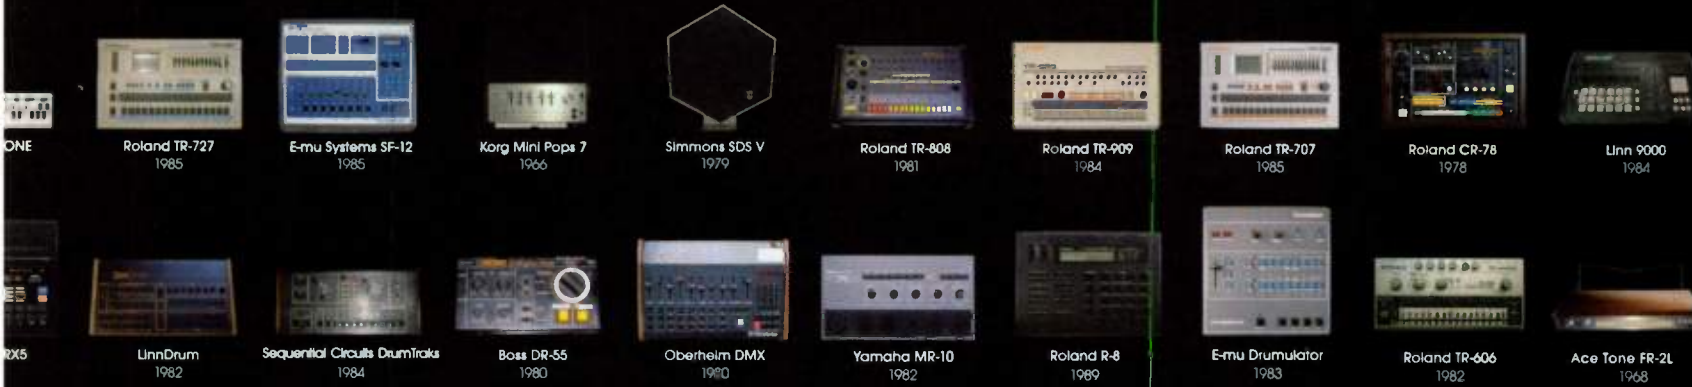 ONE
Roland TR-727
1985
E-mu Systems SF-12
1985
Korg Mini Pops 7
1966
Simmons SDS V
1979
Roland TR-808
1981
Roland TR-909
1984
Roland TR-707
1985
Roland CR-78
1978
Linn 9000
1984
RX5
LinnDrum
1982
Sequential Circuits DrumTraks
1984
Boss DR-55
1980
Oberheim DMX
1980
Yamaha MR-10
1982
Roland R-8
1989
E-mu Drumulator
1983
Roland TR-606
1982
Ace Tone FR-2L
1968